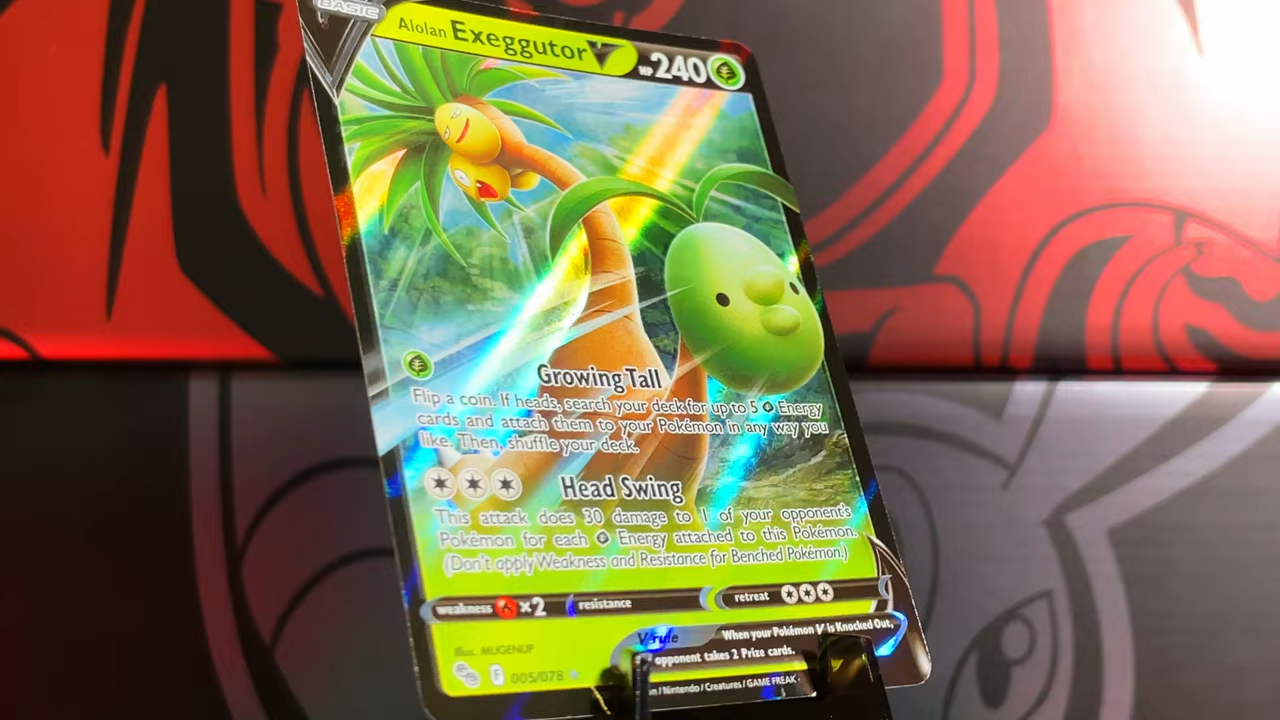 BASIC
Alolan Exeggutor V HP 240
Growing Tall
Flip a coin. If heads, search your deck for up to 5 Energy
cards and attach them to your Pokémon in any way you
like. Then, shuffle your deck.
Head Swing
This attack does 30 damage to 1 of your opponent's
Pokémon for each Energy attached to this Pokémon.
(Don't apply Weakness and Resistance for Benched Pokémon.)
weakness ×2 resistance retreat
V rule When your Pokémon V is Knocked Out,
opponent takes 2 Prize cards.
Illus. MUGENUP
F 005/078
/ Nintendo / Creatures / GAME FREAK